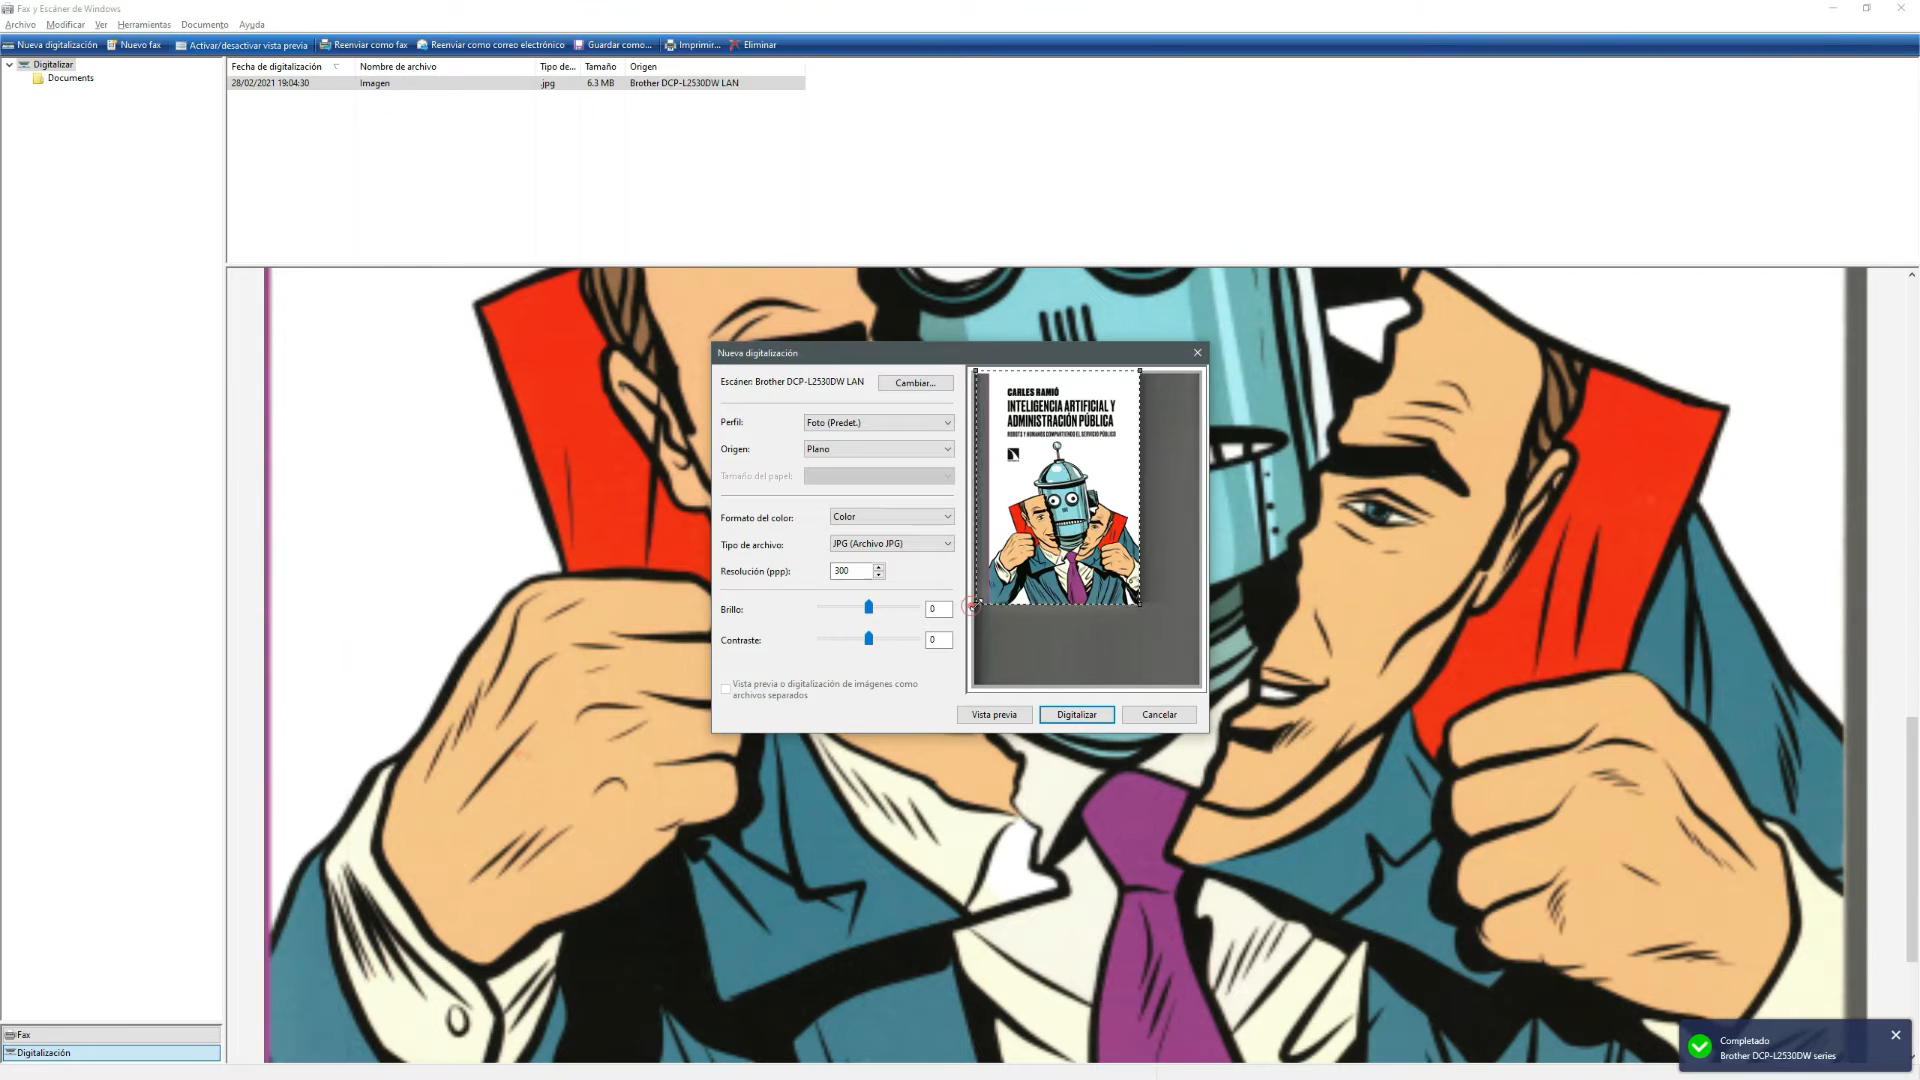 Fax y Escáner de Windows
Archivo Modificar Ver Herramientas Documento Ayuda
Nueva digitalización Nuevo fax Activar/desactivar vista previa Reenviar como fax Reenviar como correo electrónico Guardar como... Imprimir... Eliminar
Digitalizar
Documents
Fecha de digitalización Nombre de archivo Tipo de... Tamaño Origen
28/02/2021 19:04:30 Imagen .jpg 6.3 MB Brother DCP-L2530DW LAN
Nueva digitalización
Escáner: Brother DCP-L2530DW LAN Cambiar...
Perfil: Foto (Predet.)
Origen: Plano
Tamaño del papel:
Formato del color: Color
Tipo de archivo: JPG (Archivo JPG)
Resolución (ppp): 300
Brillo: 0
Contraste: 0
Vista previa o digitalización de imágenes como
archivos separados
CARLES RAMIÓ
INTELIGENCIA ARTIFICIAL Y
ADMINISTRACIÓN PÚBLICA
ROBOTS Y HUMANOS COMPARTIENDO EL SERVICIO PÚBLICO
Vista previa Digitalizar Cancelar
Fax
Digitalización
Completado
Brother DCP-L2530DW series